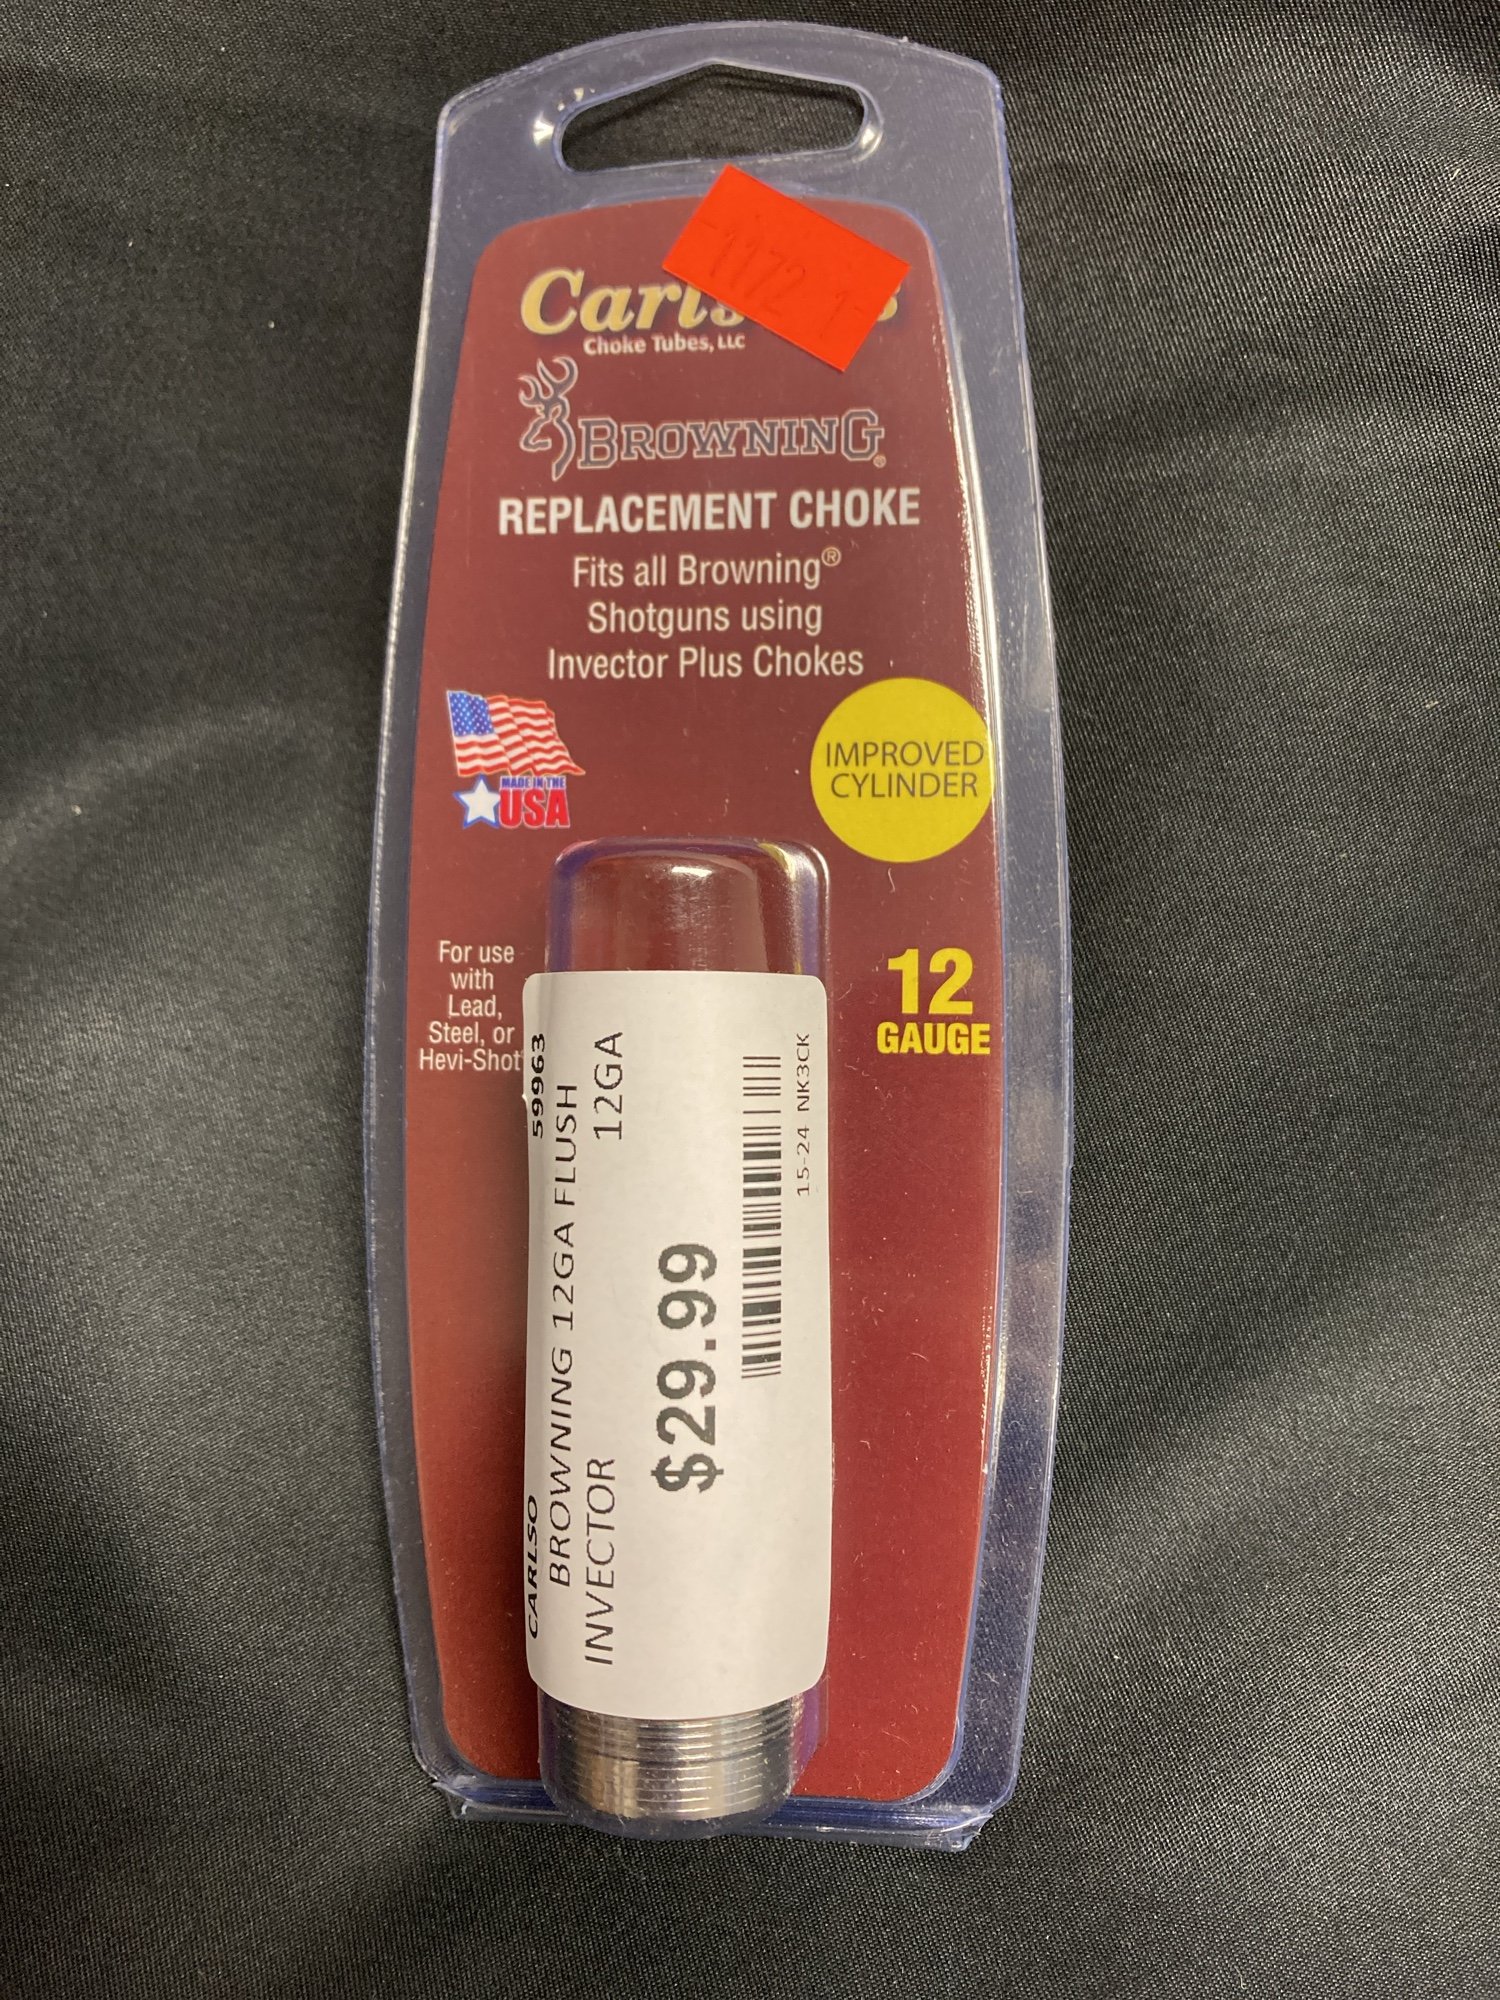 1172 1-
Choke Tubes, LLC
BROWNING®
REPLACEMENT CHOKE
Fits all Browning®
Shotguns using
Invector Plus Chokes
MADE IN THE
USA
IMPROVED
CYLINDER
For use
with
Lead,
Steel, or
Hevi-Shot
12
GAUGE
CARLSO 59963
BROWNING 12GA FLUSH
INVECTOR 12GA
$29.99
15-24 NK3CK